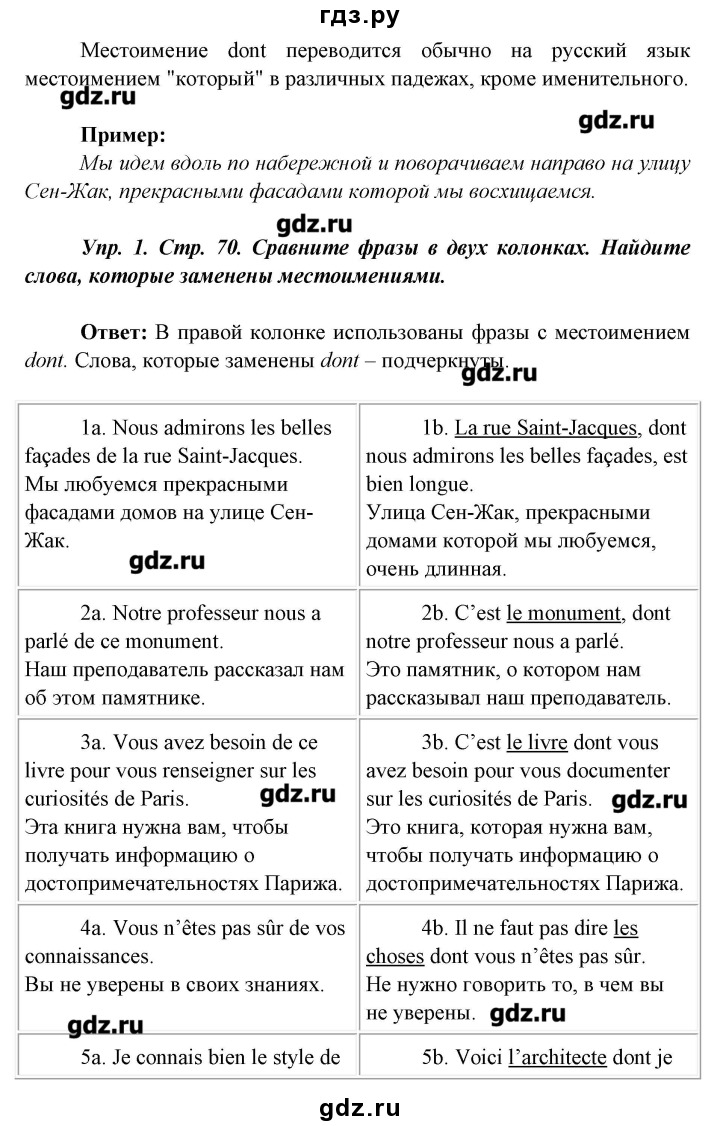 гдз.ру
Местоимение dont переводится обычно на русский язык
местоимением "который" в различных падежах, кроме именительного.
gdz.ru
gdz.ru
Пример:
Мы идем вдоль по набережной и поворачиваем направо на улицу
Сен-Жак, прекрасными фасадами которой мы восхищаемся.
gdz.ru
Упр. 1. Стр. 70. Сравните фразы в двух колонках. Найдите
слова, которые заменены местоимениями.
Ответ: В правой колонке использованы фразы с местоимением
dont. Слова, которые заменены dont – подчеркнуты.
gdz.ru
1a. Nous admirons les belles
façades de la rue Saint-Jacques.
Мы любуемся прекрасными
фасадами домов на улице Сен-
Жак.
gdz.ru
1b. La rue Saint-Jacques, dont
nous admirons les belles façades, est
bien longue.
Улица Сен-Жак, прекрасными
домами которой мы любуемся,
очень длинная.
2a. Notre professeur nous a
parlé de ce monument.
Наш преподаватель рассказал нам
об этом памятнике.
2b. C’est le monument, dont
notre professeur nous a parlé.
Это памятник, о котором нам
рассказывал наш преподаватель.
3a. Vous avez besoin de ce
livre pour vous renseigner sur les
curiosités de Paris.
gdz.ru
Эта книга нужна вам, чтобы
получать информацию о
достопримечательностях Парижа.
3b. C’est le livre dont vous
avez besoin pour vous documenter
sur les curiosités de Paris.
gdz.ru
Это книга, которая нужна вам,
чтобы получать информацию о
достопримечательностях Парижа.
4a. Vous n’êtes pas sûr de vos
connaissances.
Вы не уверены в своих знаниях.
gdz.ru
4b. Il ne faut pas dire les
choses dont vous n’êtes pas sûr.
Не нужно говорить то, в чем вы
не уверены.
gdz.ru
5a. Je connais bien le style de
5b. Voici l’architecte dont je
gdz.ru